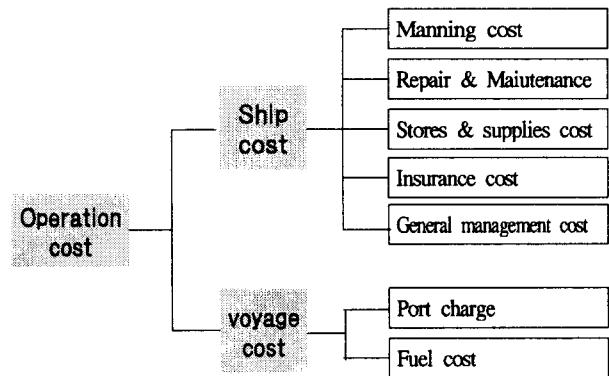 Manning cost
Repair & Maiutenance
Ship
cost
Stores & supplies cost
Insurance cost
Operation
cost
General management cost
voyage
cost
Port charge
Fuel cost